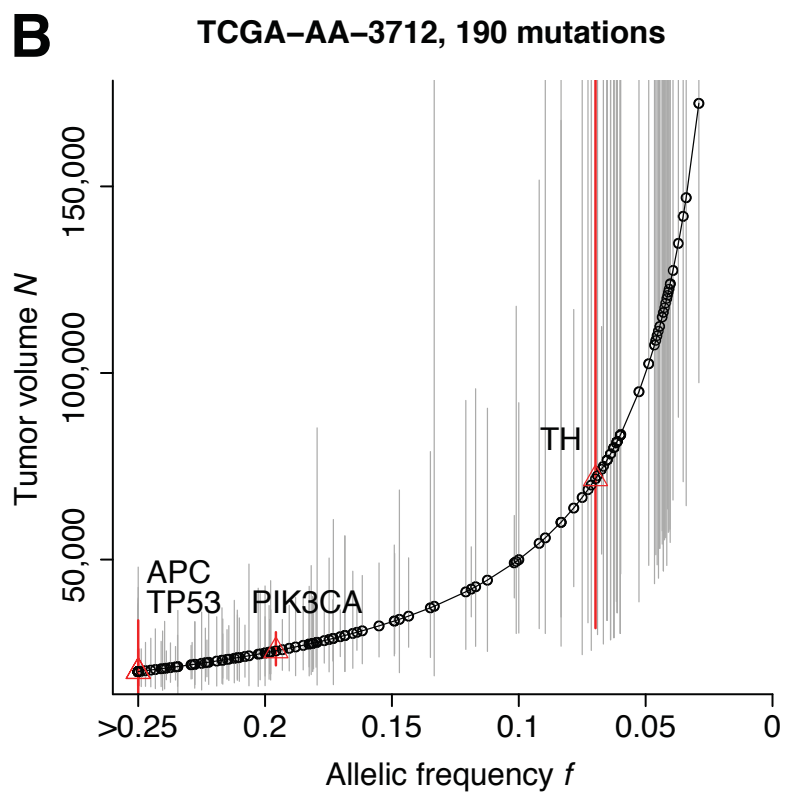 B
TCGA–AA–3712, 190 mutations
Tumor volume N
150,000
100,000
50,000
TH
APC
TP53
PIK3CA
>0.25 0.2 0.15 0.1 0.05 0
Allelic frequency f